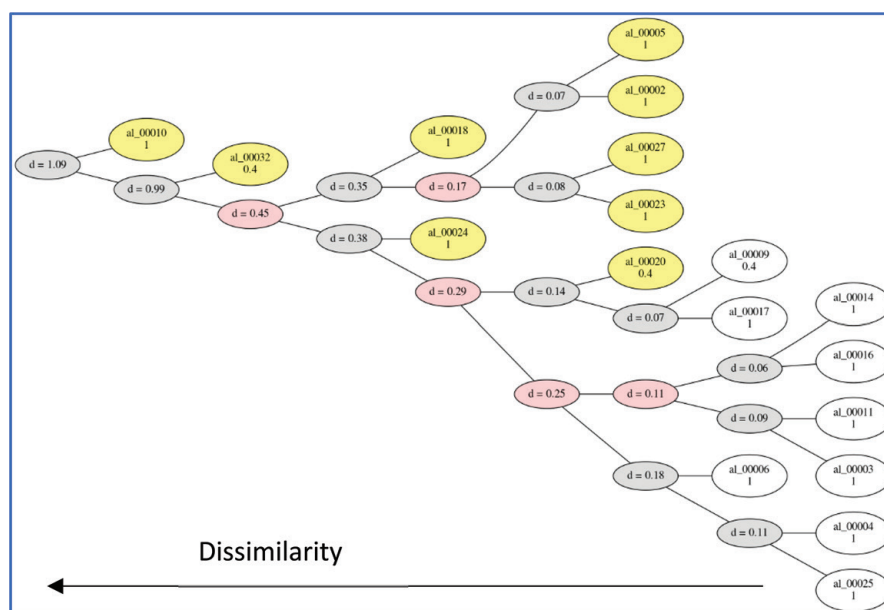 al_00005
1
d = 0.07
al_00002
1
al_00010
1
al_00018
1
al_00027
1
d = 1.09
al_00032
0.4
d = 0.99
d = 0.35
d = 0.17
d = 0.08
d = 0.45
al_00023
1
d = 0.38
al_00024
1
al_00020
0.4
al_00009
0.4
d = 0.29
d = 0.14
d = 0.07
al_00017
1
al_00014
1
d = 0.06
al_00016
1
d = 0.25
d = 0.11
d = 0.09
al_00011
1
d = 0.18
al_00006
1
al_00003
1
d = 0.11
al_00004
1
Dissimilarity
al_00025
1